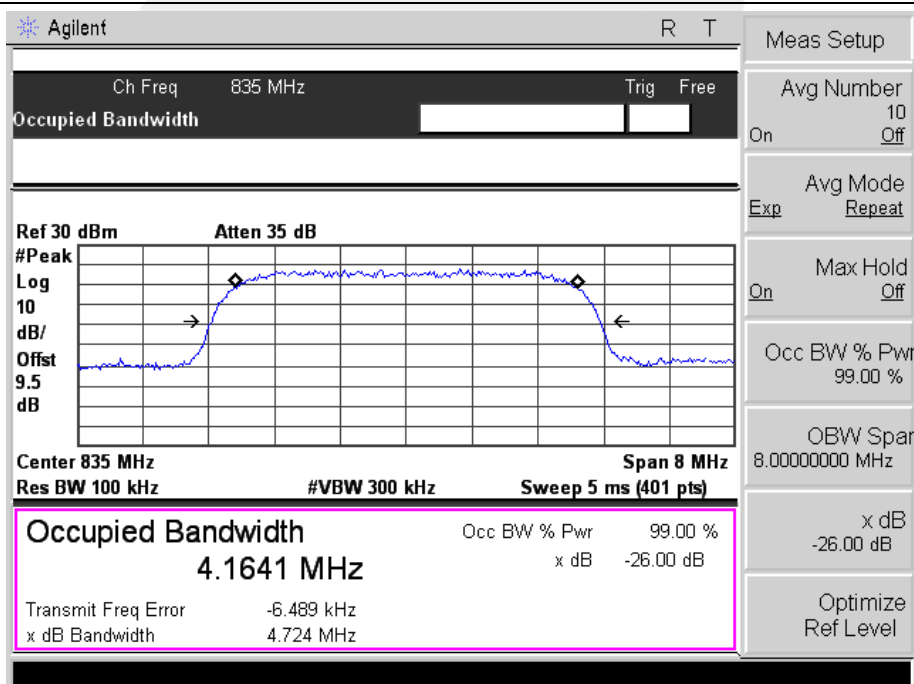 Agilent R T
Ch Freq 835 MHz Trig Free
Occupied Bandwidth
Ref 30 dBm Atten 35 dB
#Peak
Log
10
dB/
Offst
9.5
dB
Center 835 MHz Span 8 MHz
Res BW 100 kHz #VBW 300 kHz Sweep 5 ms (401 pts)
Occupied Bandwidth Occ BW % Pwr 99.00 %
4.1641 MHz x dB -26.00 dB
Transmit Freq Error -6.489 kHz
x dB Bandwidth 4.724 MHz
Meas Setup
Avg Number
10
On Off
Avg Mode
Exp Repeat
Max Hold
On Off
Occ BW % Pwr
99.00 %
OBW Span
8.00000000 MHz
x dB
-26.00 dB
Optimize
Ref Level